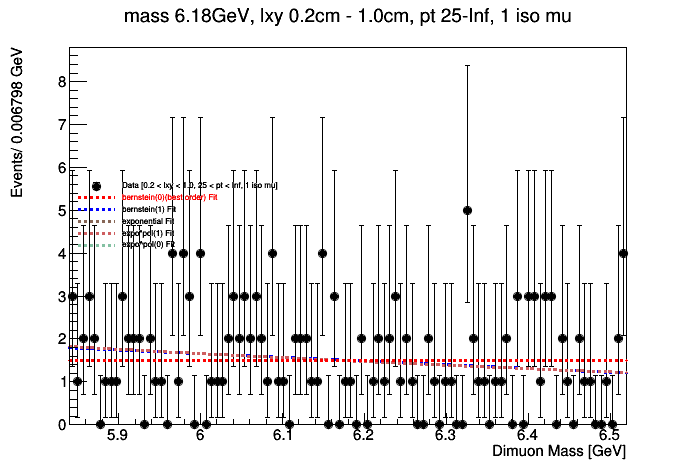 mass 6.18GeV, lxy 0.2cm - 1.0cm, pt 25-Inf, 1 iso mu
Events/ 0.006798 GeV
8
7
6
5
4
3
2
1
0
Data [0.2 < lxy < 1.0, 25 < pt < Inf, 1 iso mu]
bernstein(0)(best order) Fit
bernstein(1) Fit
exponential Fit
expo*pol(1) Fit
expo*pol(0) Fit
5.9
6
6.1
6.2
6.3
6.4
6.5
Dimuon Mass [GeV]